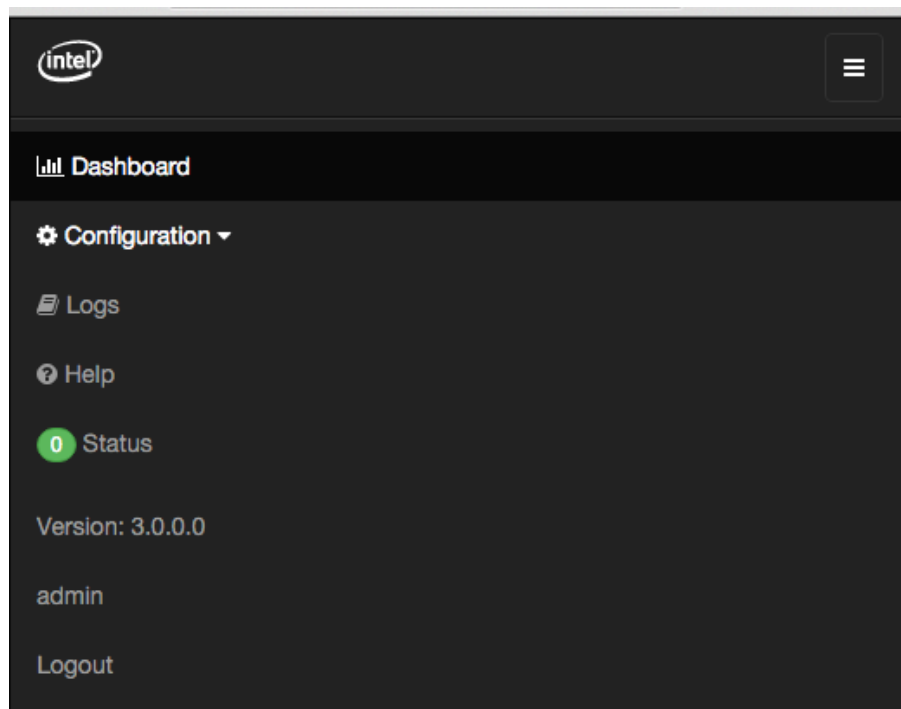 intel
Dashboard
Configuration
Logs
Help
0 Status
Version: 3.0.0.0
admin
Logout